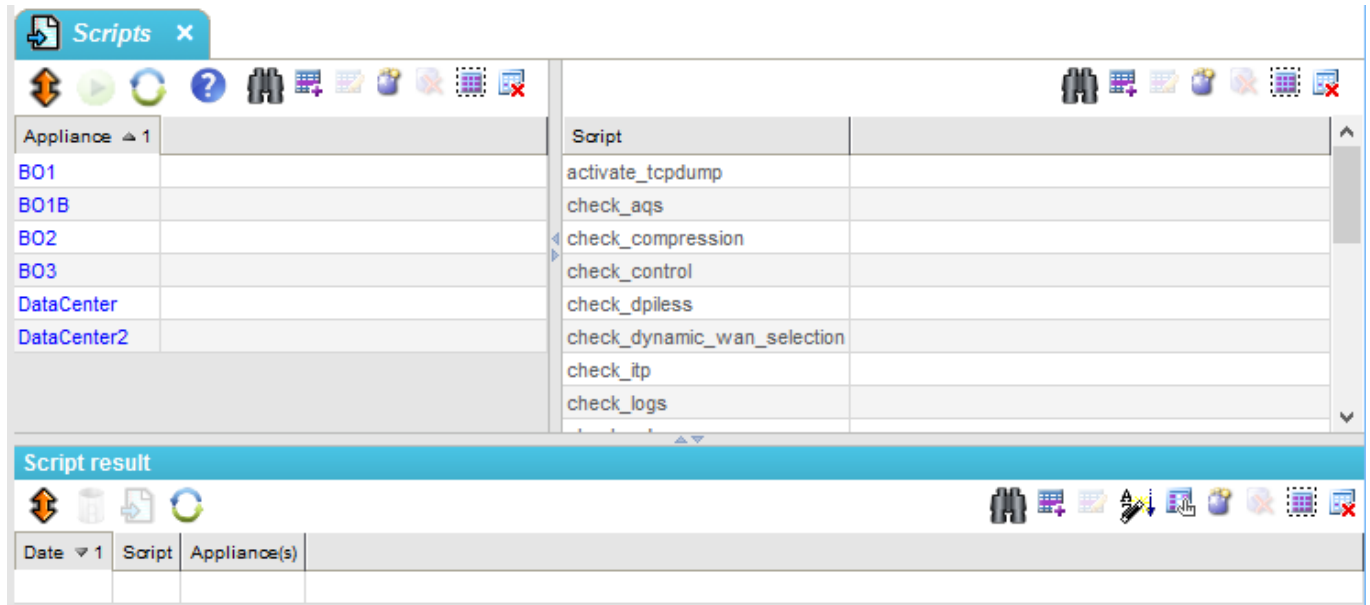 Scripts ×
?
Appliance 1
BO1
BO1B
BO2
BO3
DataCenter
DataCenter2
Script
activate_tcpdump
check_aqs
check_compression
check_control
check_dpiless
check_dynamic_wan_selection
check_itp
check_logs
Script result
Date 1 Script Appliance(s)